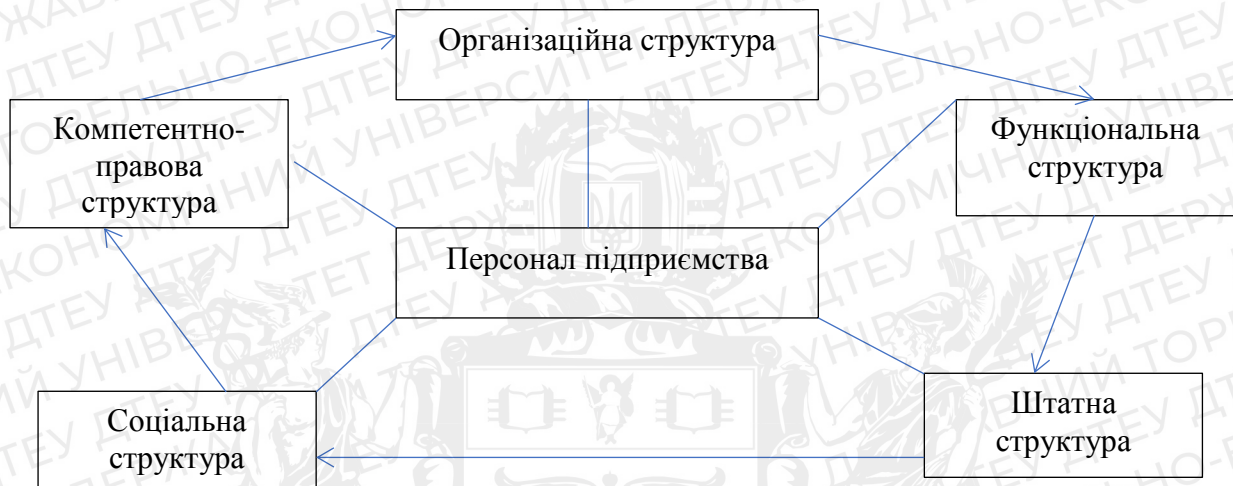 Організаційна структура
Компетентно-
правова
структура
Функціональна
структура
Персонал підприємства
Соціальна
структура
Штатна
структура